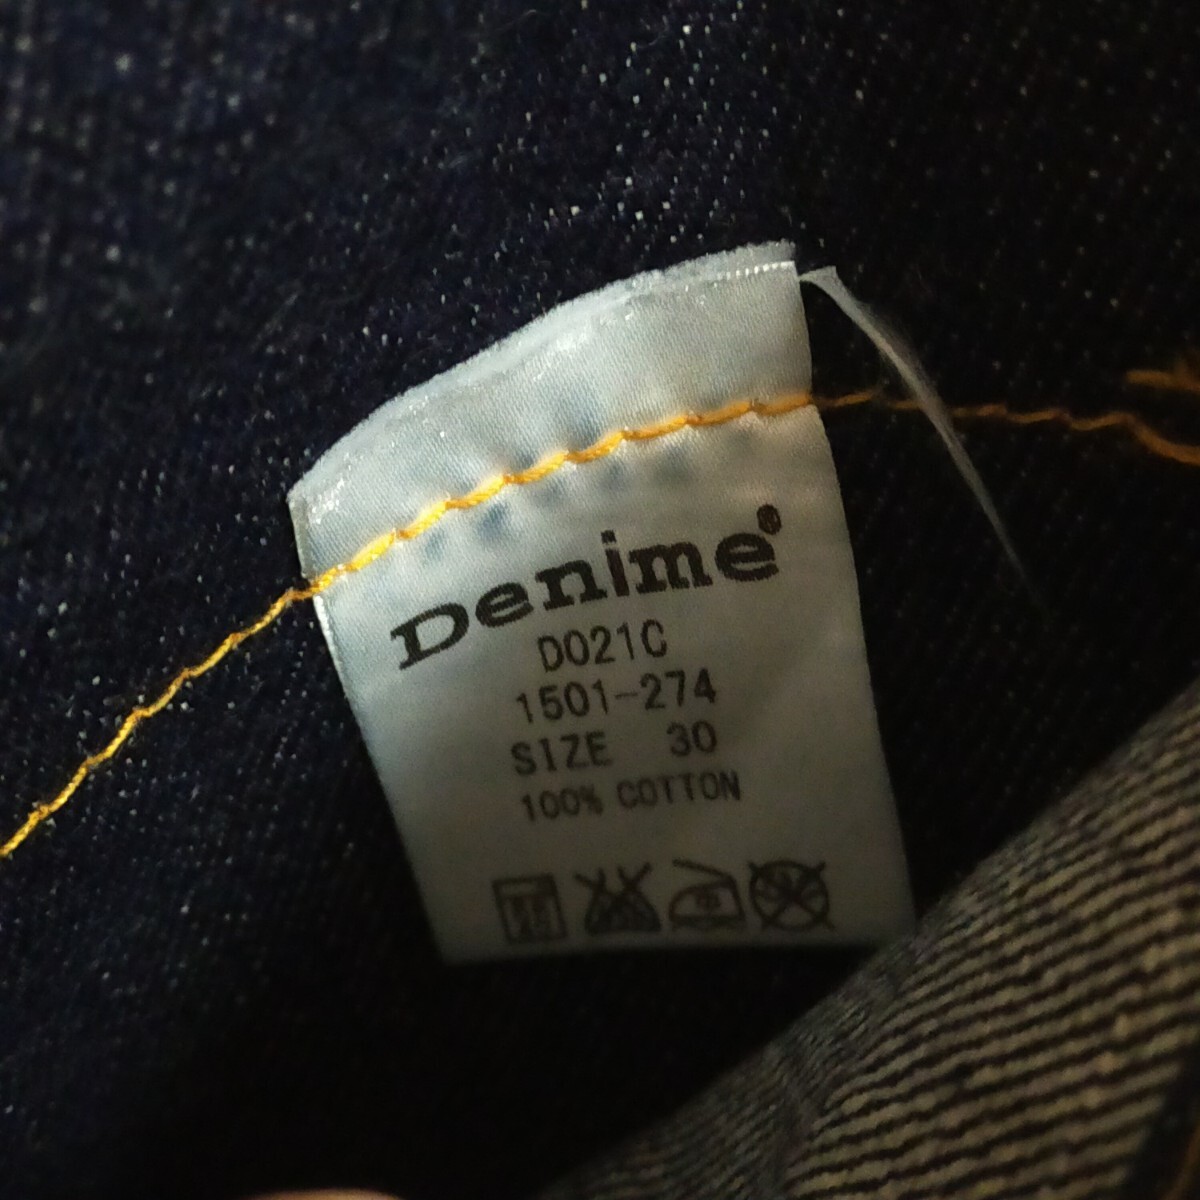 Denime®
D021C
1501-274
SIZE 30
100% COTTON